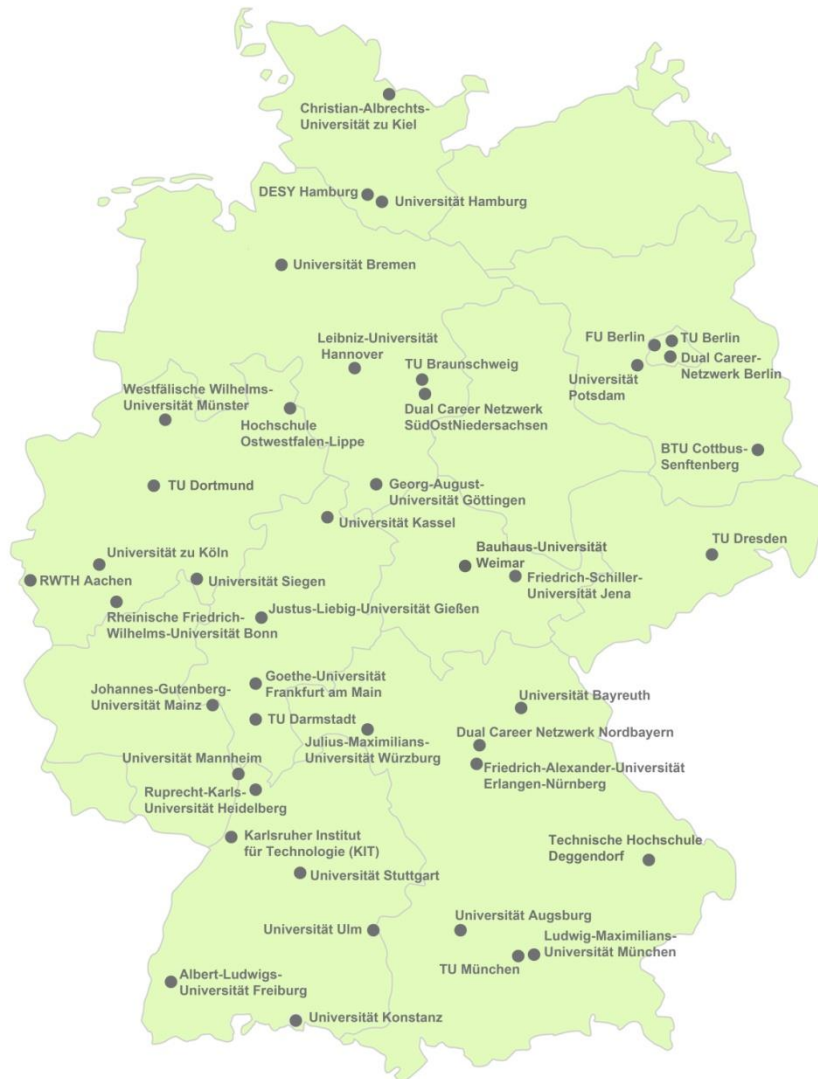 Christian-Albrechts-
Universität zu Kiel
DESY Hamburg
Universität Hamburg
Universität Bremen
Leibniz-Universität
Hannover
FU Berlin
TU Berlin
Dual Career-
Netzwerk Berlin
Universität
Potsdam
TU Braunschweig
Dual Career Netzwerk
SüdOstNiedersachsen
Westfälische Wilhelms-
Universität Münster
Hochschule
Ostwestfalen-Lippe
BTU Cottbus-
Senftenberg
TU Dortmund
Georg-August-
Universität Göttingen
Universität Kassel
Bauhaus-Universität
Weimar
TU Dresden
Universität zu Köln
RWTH Aachen
Universität Siegen
Friedrich-Schiller-
Universität Jena
Rheinische Friedrich-
Wilhelms-Universität Bonn
Justus-Liebig-Universität Gießen
Goethe-Universität
Frankfurt am Main
Johannes-Gutenberg-
Universität Mainz
Universität Bayreuth
TU Darmstadt
Julius-Maximilians-
Universität Würzburg
Dual Career Netzwerk Nordbayern
Universität Mannheim
Friedrich-Alexander-Universität
Erlangen-Nürnberg
Ruprecht-Karls-
Universität Heidelberg
Karlsruher Institut
für Technologie (KIT)
Technische Hochschule
Deggendorf
Universität Stuttgart
Universität Ulm
Universität Augsburg
Ludwig-Maximilians-
Universität München
TU München
Albert-Ludwigs-
Universität Freiburg
Universität Konstanz